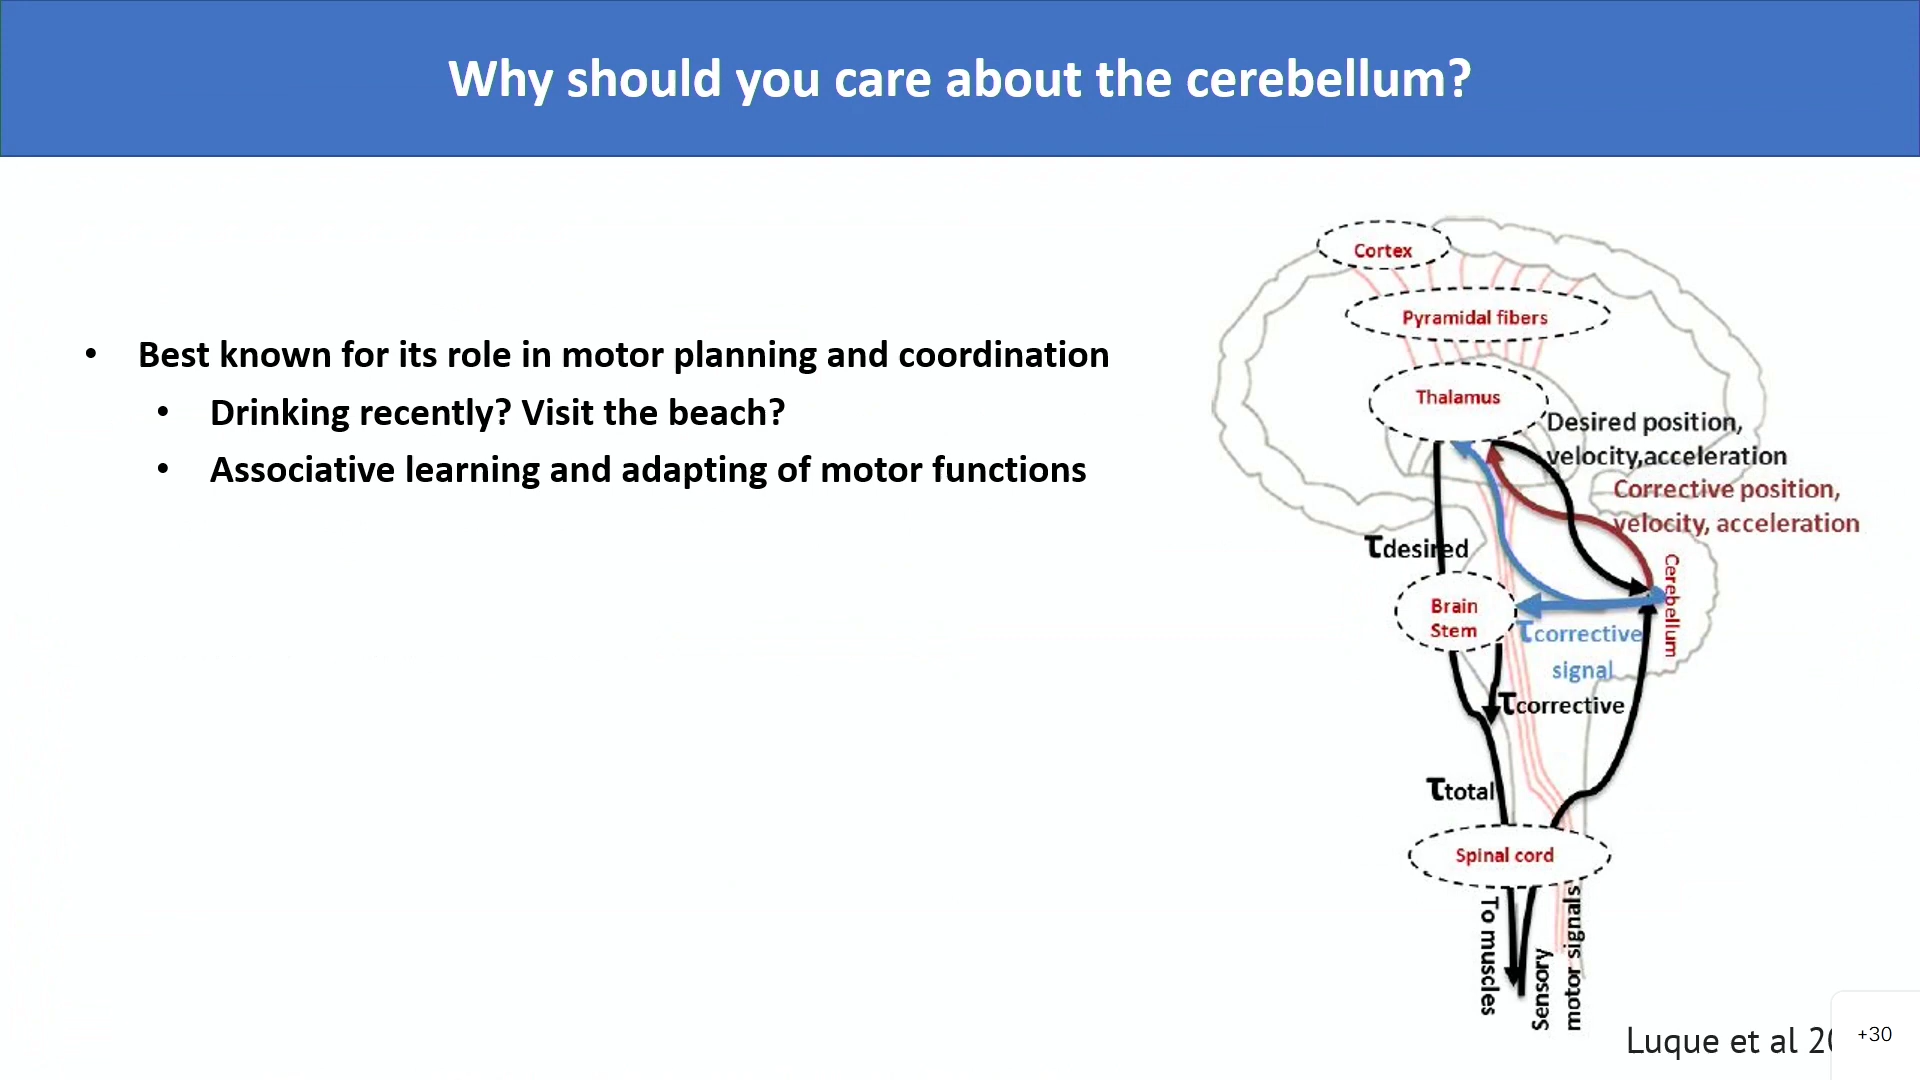 Why should you care about the cerebellum?
• Best known for its role in motor planning and coordination
• Drinking recently? Visit the beach?
• Associative learning and adapting of motor functions
Cortex
Pyramidal fibers
Thalamus
Desired position,
velocity,acceleration
Corrective position,
velocity, acceleration
τdesired
Cerebellum
Brain
Stem
τcorrective
signal
τcorrective
τtotal
Spinal cord
To muscles
Sensory
motor signals
Luque et al
+30